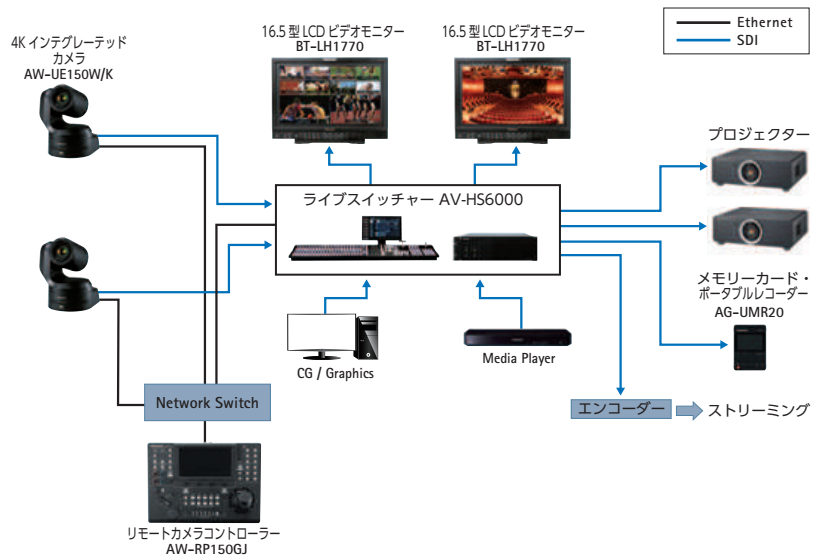 4K インテグレーテッド
カメラ
AW-UE150W/K
16.5 型 LCD ビデオモニター
BT-LH1770
16.5 型 LCD ビデオモニター
BT-LH1770
Ethernet
SDI
プロジェクター
ライブスイッチャー AV-HS6000
メモリーカード・
ポータブルレコーダー
AG-UMR20
CG / Graphics
Media Player
Network Switch
エンコーダー
ストリーミング
リモートカメラコントローラー
AW-RP150GJ